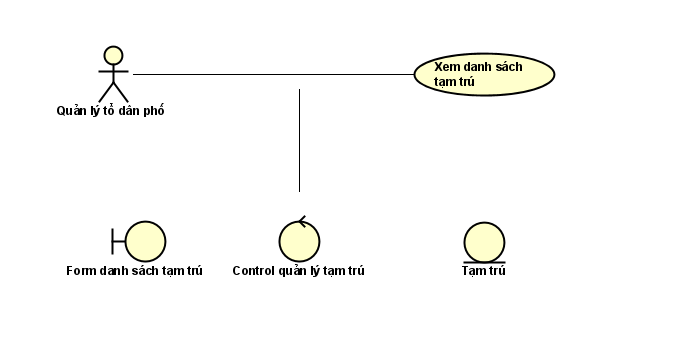 Xem danh sách
tạm trú
Quản lý tổ dân phố
Form danh sách tạm trú
Control quản lý tạm trú
Tạm trú